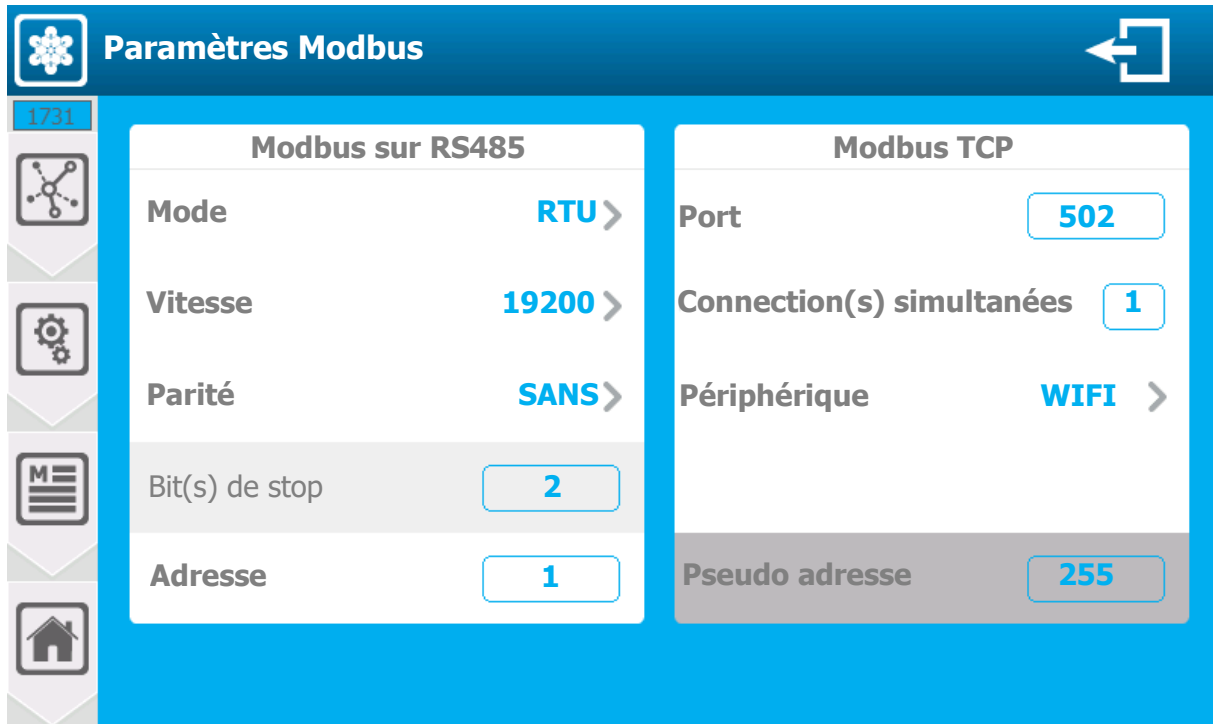 Paramètres Modbus
1731
Modbus sur RS485
Mode RTU
Vitesse 19200
Parité SANS
Bit(s) de stop 2
Adresse 1
Modbus TCP
Port 502
Connection(s) simultanées 1
Périphérique WIFI
Pseudo adresse 255
M